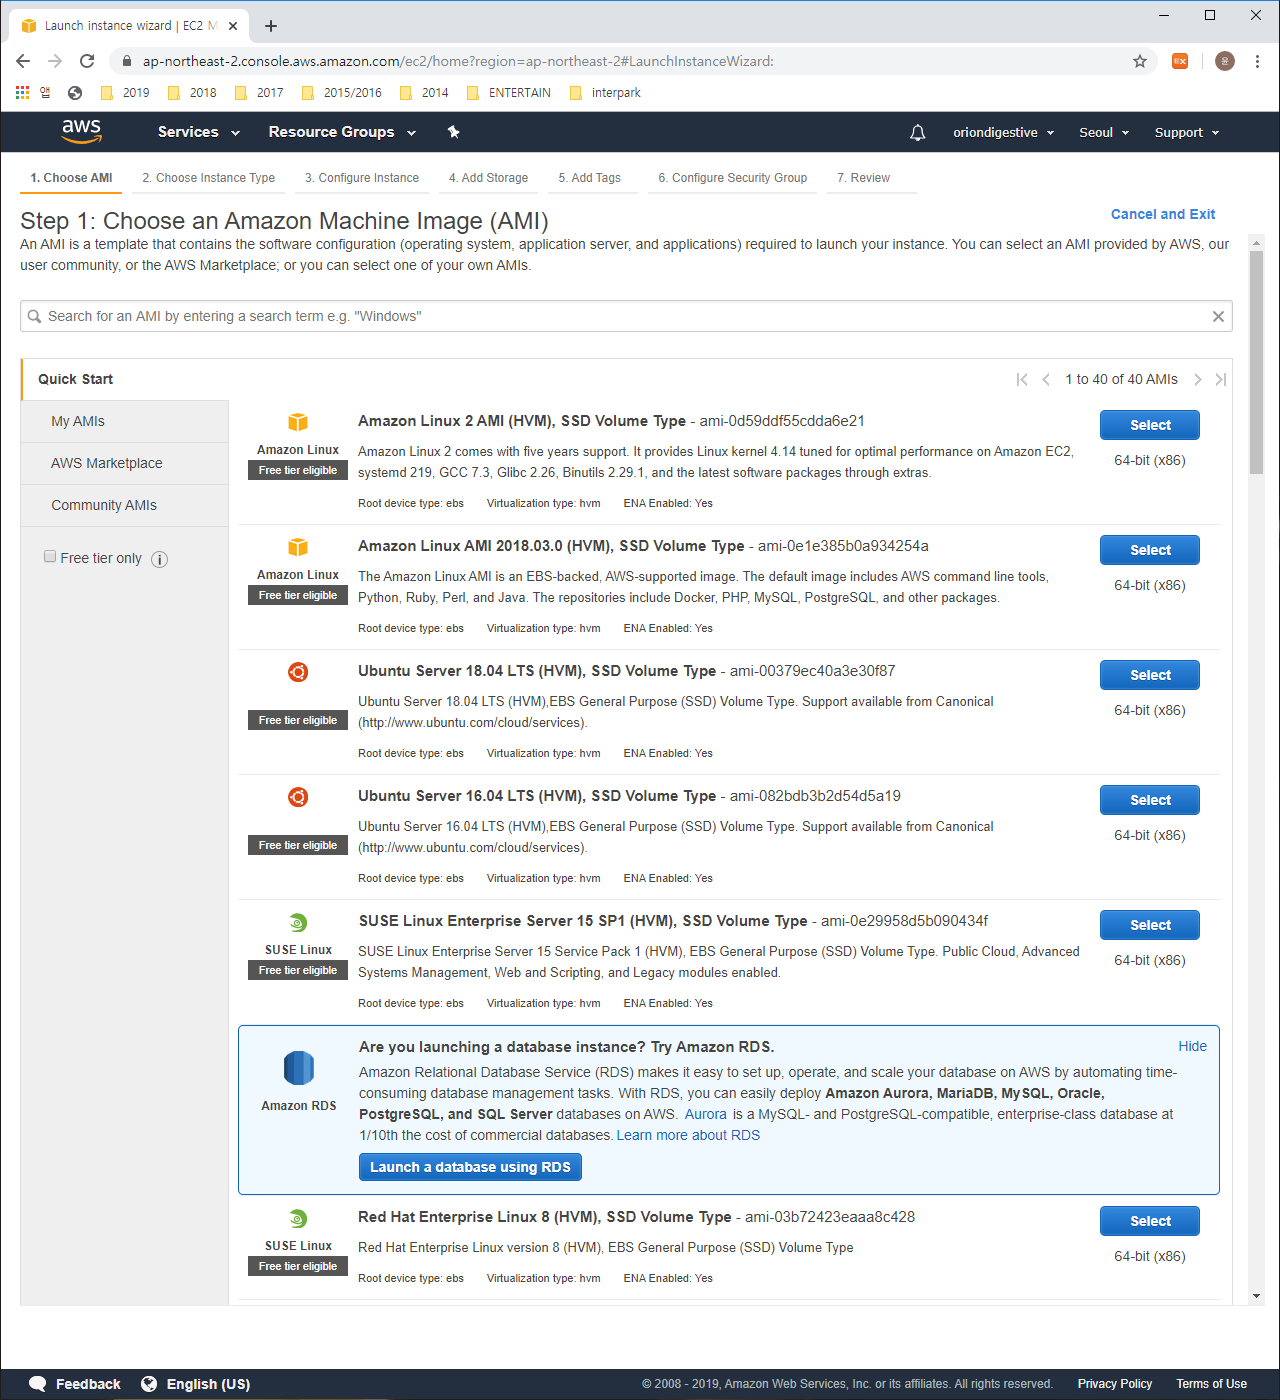 Launch instance wizard | EC2 M
ap-northeast-2.console.aws.amazon.com/ec2/home?region=ap-northeast-2#LaunchInstanceWizard:
앱 2019 2018 2017 2015/2016 2014 ENTERTAIN interpark
aws Services Resource Groups oriondigestive Seoul Support
1. Choose AMI 2. Choose Instance Type 3. Configure Instance 4. Add Storage 5. Add Tags 6. Configure Security Group 7. Review
Step 1: Choose an Amazon Machine Image (AMI)
Cancel and Exit
An AMI is a template that contains the software configuration (operating system, application server, and applications) required to launch your instance. You can select an AMI provided by AWS, our
user community, or the AWS Marketplace; or you can select one of your own AMIs.
Search for an AMI by entering a search term e.g. "Windows"
Quick Start
My AMIs
AWS Marketplace
Community AMIs
Free tier only
1 to 40 of 40 AMIs
Amazon Linux
Free tier eligible
Amazon Linux 2 AMI (HVM), SSD Volume Type - ami-0d59ddf55cdda6e21
Amazon Linux 2 comes with five years support. It provides Linux kernel 4.14 tuned for optimal performance on Amazon EC2,
systemd 219, GCC 7.3, Glibc 2.26, Binutils 2.29.1, and the latest software packages through extras.
Root device type: ebs Virtualization type: hvm ENA Enabled: Yes
Select
64-bit (x86)
Amazon Linux
Free tier eligible
Amazon Linux AMI 2018.03.0 (HVM), SSD Volume Type - ami-0e1e385b0a934254a
The Amazon Linux AMI is an EBS-backed, AWS-supported image. The default image includes AWS command line tools,
Python, Ruby, Perl, and Java. The repositories include Docker, PHP, MySQL, PostgreSQL, and other packages.
Root device type: ebs Virtualization type: hvm ENA Enabled: Yes
Select
64-bit (x86)
Free tier eligible
Ubuntu Server 18.04 LTS (HVM), SSD Volume Type - ami-00379ec40a3e30f87
Ubuntu Server 18.04 LTS (HVM),EBS General Purpose (SSD) Volume Type. Support available from Canonical
(http://www.ubuntu.com/cloud/services).
Root device type: ebs Virtualization type: hvm ENA Enabled: Yes
Select
64-bit (x86)
Free tier eligible
Ubuntu Server 16.04 LTS (HVM), SSD Volume Type - ami-082bdb3b2d54d5a19
Ubuntu Server 16.04 LTS (HVM),EBS General Purpose (SSD) Volume Type. Support available from Canonical
(http://www.ubuntu.com/cloud/services).
Root device type: ebs Virtualization type: hvm ENA Enabled: Yes
Select
64-bit (x86)
SUSE Linux
Free tier eligible
SUSE Linux Enterprise Server 15 SP1 (HVM), SSD Volume Type - ami-0e29958d5b090434f
SUSE Linux Enterprise Server 15 Service Pack 1 (HVM), EBS General Purpose (SSD) Volume Type. Public Cloud, Advanced
Systems Management, Web and Scripting, and Legacy modules enabled.
Root device type: ebs Virtualization type: hvm ENA Enabled: Yes
Select
64-bit (x86)
Amazon RDS
Are you launching a database instance? Try Amazon RDS.
Hide
Amazon Relational Database Service (RDS) makes it easy to set up, operate, and scale your database on AWS by automating time-
consuming database management tasks. With RDS, you can easily deploy Amazon Aurora, MariaDB, MySQL, Oracle,
PostgreSQL, and SQL Server databases on AWS. Aurora is a MySQL- and PostgreSQL-compatible, enterprise-class database at
1/10th the cost of commercial databases. Learn more about RDS
Launch a database using RDS
SUSE Linux
Free tier eligible
Red Hat Enterprise Linux 8 (HVM), SSD Volume Type - ami-03b72423eaaa8c428
Red Hat Enterprise Linux version 8 (HVM), EBS General Purpose (SSD) Volume Type
Root device type: ebs Virtualization type: hvm ENA Enabled: Yes
Select
64-bit (x86)
Feedback English (US) © 2008 - 2019, Amazon Web Services, Inc. or its affiliates. All rights reserved. Privacy Policy Terms of Use